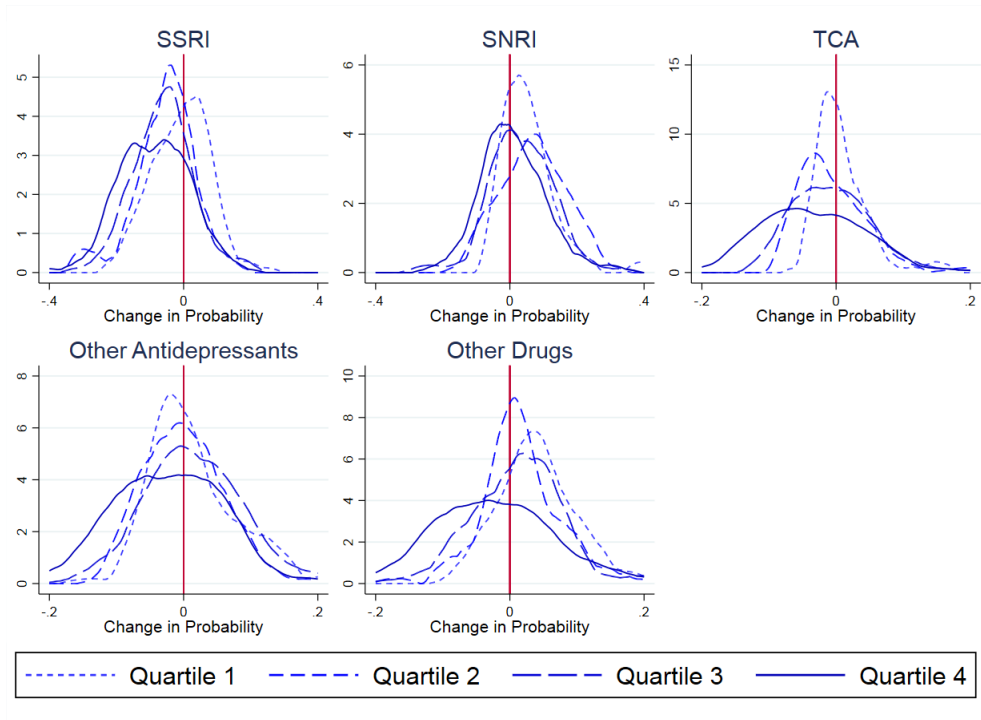 SSRI
5
4
3
2
1
0
-.4 0 .4
Change in Probability
SNRI
6
4
2
0
-.4 0 .4
Change in Probability
TCA
15
10
5
0
-.2 0 .2
Change in Probability
Other Antidepressants
8
6
4
2
0
-.2 0 .2
Change in Probability
Other Drugs
10
8
6
4
2
0
-.2 0 .2
Change in Probability
Quartile 1 Quartile 2 Quartile 3 Quartile 4